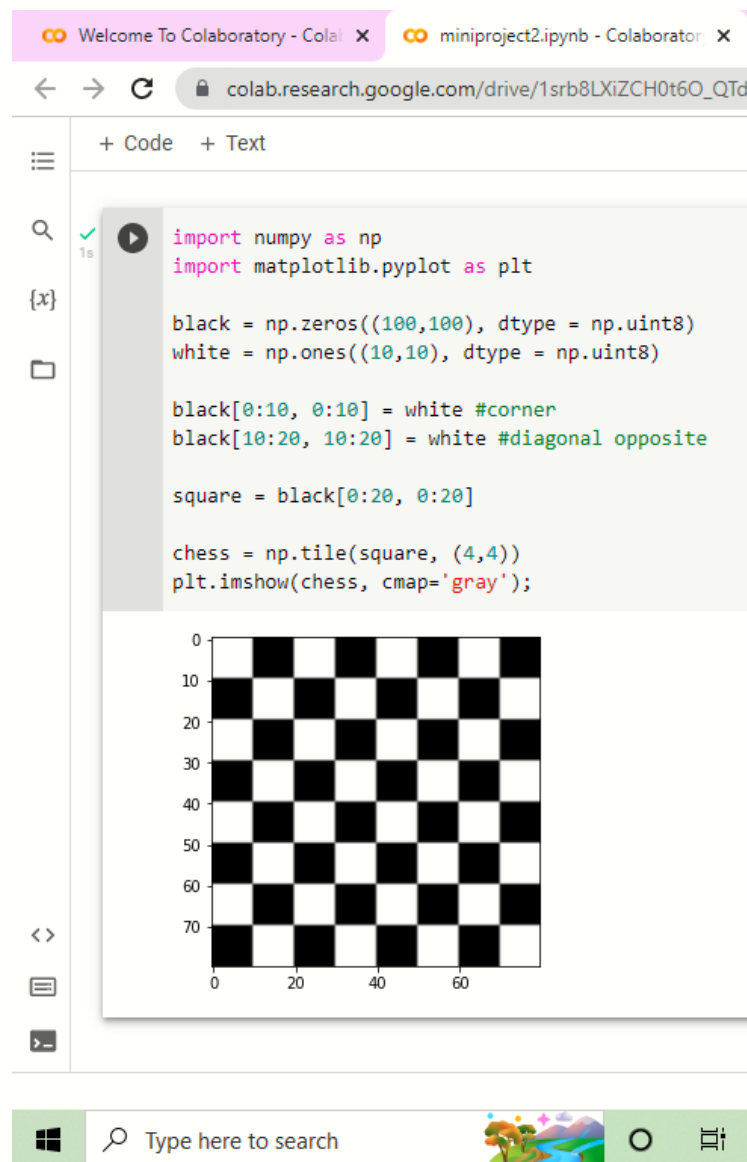 Welcome To Colaboratory - Colal
miniproject2.ipynb - Colaborator
colab.research.google.com/drive/1srb8LXiZCH0t6O_QTd
+ Code + Text
{x}
1s
import numpy as np
import matplotlib.pyplot as plt
black = np.zeros((100,100), dtype = np.uint8)
white = np.ones((10,10), dtype = np.uint8)
black[0:10, 0:10] = white #corner
black[10:20, 10:20] = white #diagonal opposite
square = black[0:20, 0:20]
chess = np.tile(square, (4,4))
plt.imshow(chess, cmap='gray');
0
10
20
30
40
50
60
70
0 20 40 60
Type here to search